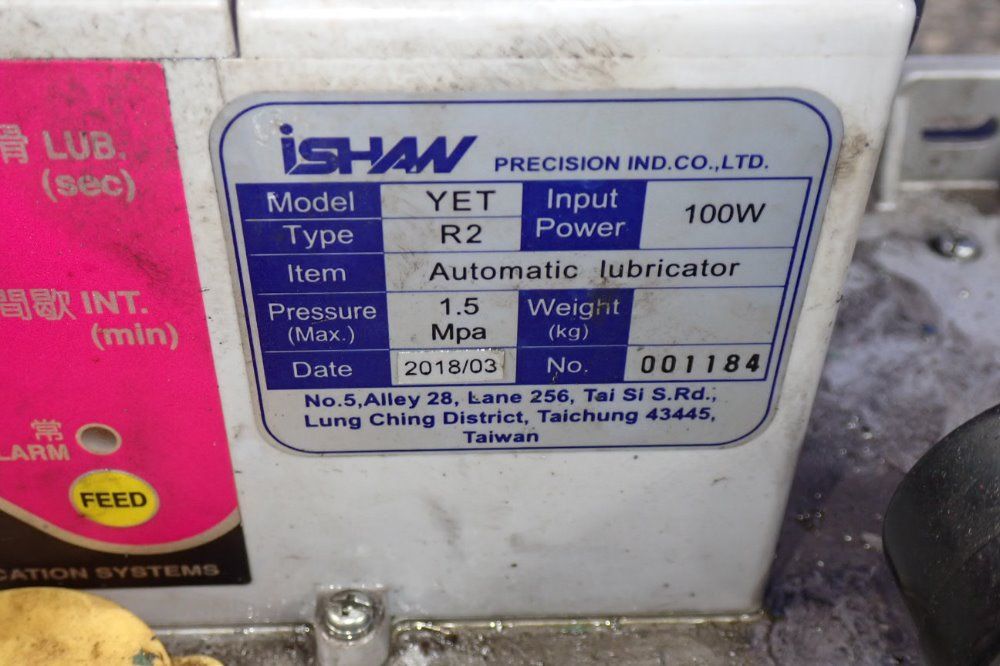 iSHAN PRECISION IND.CO.,LTD.
Model YET Input Power 100W
Type R2
Item Automatic lubricator
Pressure (Max.) 1.5 Mpa Weight (kg)
Date 2018/03 No. 001184
No.5,Alley 28, Lane 256, Tai Si S.Rd.,
Lung Ching District, Taichung 43445,
Taiwan
滑 LUB.
(sec)
間歇 INT.
(min)
常
LARM
FEED
CATION SYSTEMS